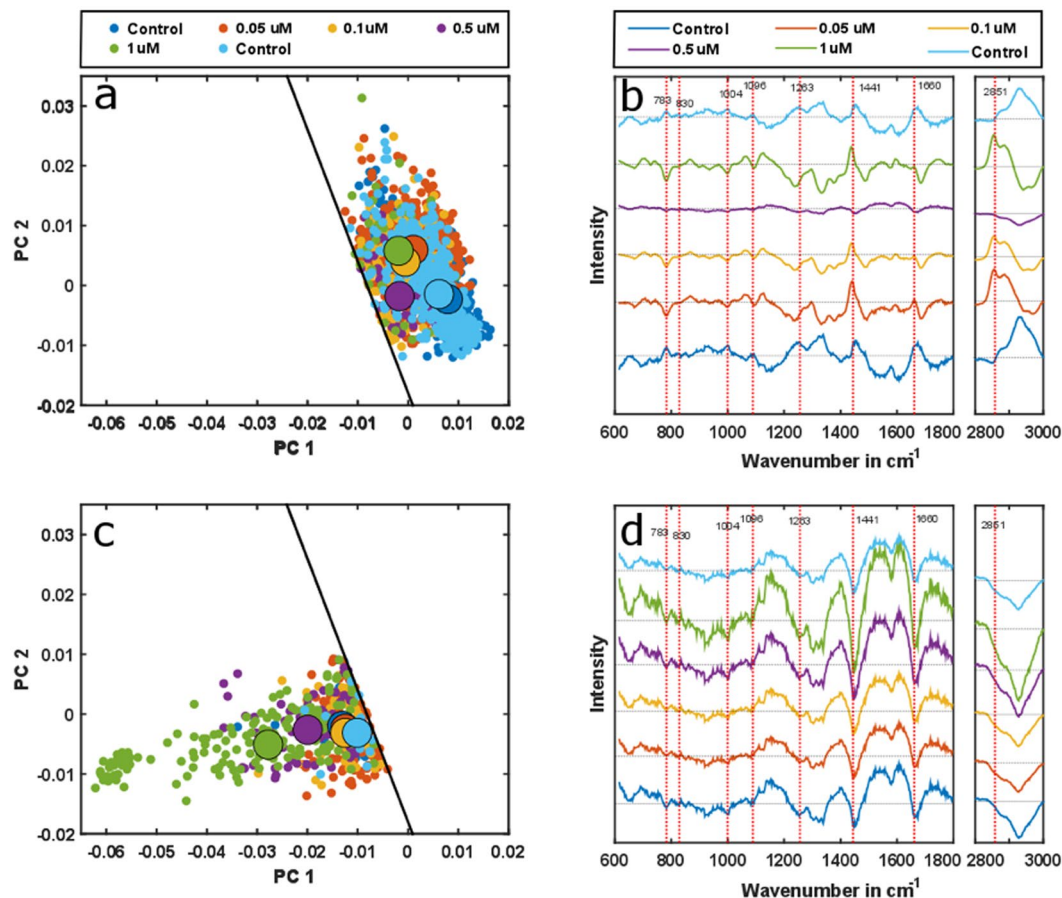 Control 0.05 uM 0.1uM 0.5 uM
1uM Control
a
0.03
0.02
0.01
0
-0.01
-0.02
-0.06 -0.05 -0.04 -0.03 -0.02 -0.01 0 0.01 0.02
PC 1
PC 2
Control 0.05 uM 0.1 uM
0.5 uM 1 uM Control
b
783 830 1004 1096 1263 1441 1660 2851
Intensity
600 800 1000 1200 1400 1600 1800 2800 3000
Wavenumber in cm-1
c
0.03
0.02
0.01
0
-0.01
-0.02
-0.06 -0.05 -0.04 -0.03 -0.02 -0.01 0 0.01 0.02
PC 1
PC 2
d
783 830 1004 1096 1263 1441 1660 2851
Intensity
600 800 1000 1200 1400 1600 1800 2800 3000
Wavenumber in cm-1